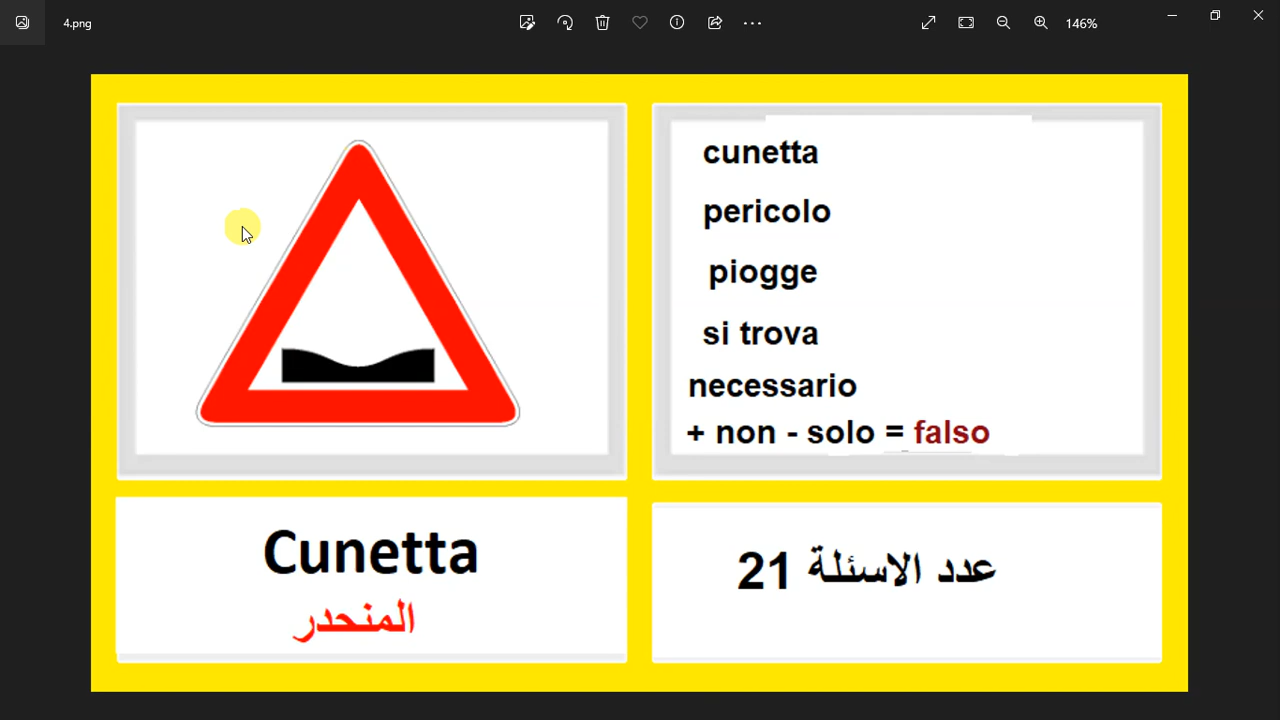 4.png
146%
cunetta
pericolo
piogge
si trova
necessario
+ non - solo = falso
Cunetta
المنحدر
عدد الاسئلة 21